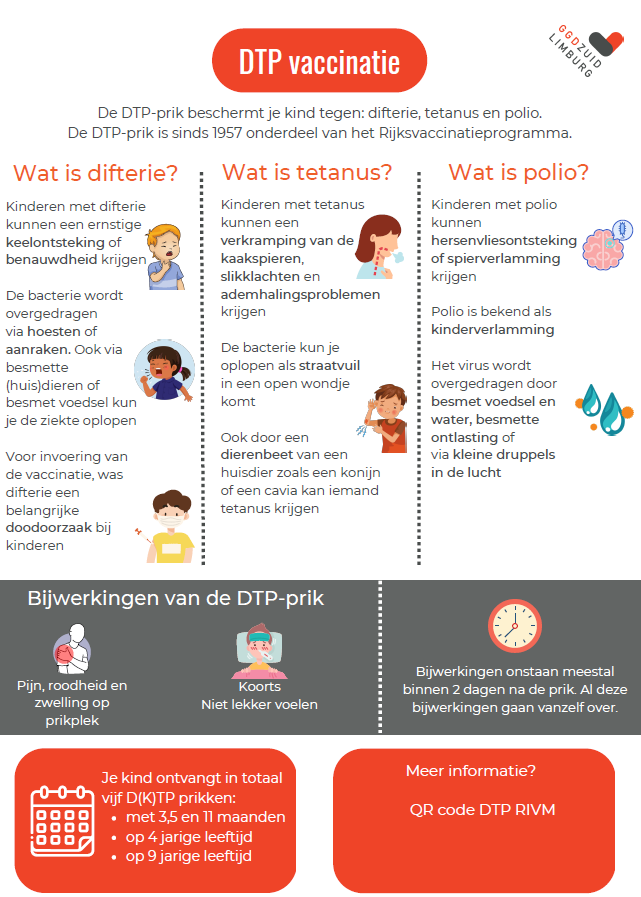 DTP vaccinatie
GGDZUID
LIMBURG
De DTP-prik beschermt je kind tegen: difterie, tetanus en polio.
De DTP-prik is sinds 1957 onderdeel van het Rijksvaccinatieprogramma.
Wat is difterie?
Kinderen met difterie
kunnen een ernstige
keelontsteking of
benauwdheid krijgen
De bacterie wordt
overgedragen
via hoesten of
aanraken. Ook via
besmette
(huis)dieren of
besmet voedsel kun
je de ziekte oplopen
Voor invoering van
de vaccinatie, was
difterie een
belangrijke
doodoorzaak bij
kinderen
Wat is tetanus?
Kinderen met tetanus
kunnen een
verkramping van de
kaakspieren,
slikklachten en
ademhalingsproblemen
krijgen
De bacterie kun je
oplopen als straatvuil
in een open wondje
komt
Ook door een
dierenbeet van een
huisdier zoals een konijn
of een cavia kan iemand
tetanus krijgen
Wat is polio?
Kinderen met polio
kunnen
hersenvliesontsteking
of spierverlamming
krijgen
Polio is bekend als
kinderverlamming
Het virus wordt
overgedragen door
besmet voedsel en
water, besmette
ontlasting of
via kleine druppels
in de lucht
Bijwerkingen van de DTP-prik
Pijn, roodheid en
zwelling op
prikplek
Koorts
Niet lekker voelen
Bijwerkingen onstaan meestal
binnen 2 dagen na de prik. Al deze
bijwerkingen gaan vanzelf over.
Je kind ontvangt in totaal
vijf D(K)TP prikken:
• met 3,5 en 11 maanden
• op 4 jarige leeftijd
• op 9 jarige leeftijd
Meer informatie?
QR code DTP RIVM